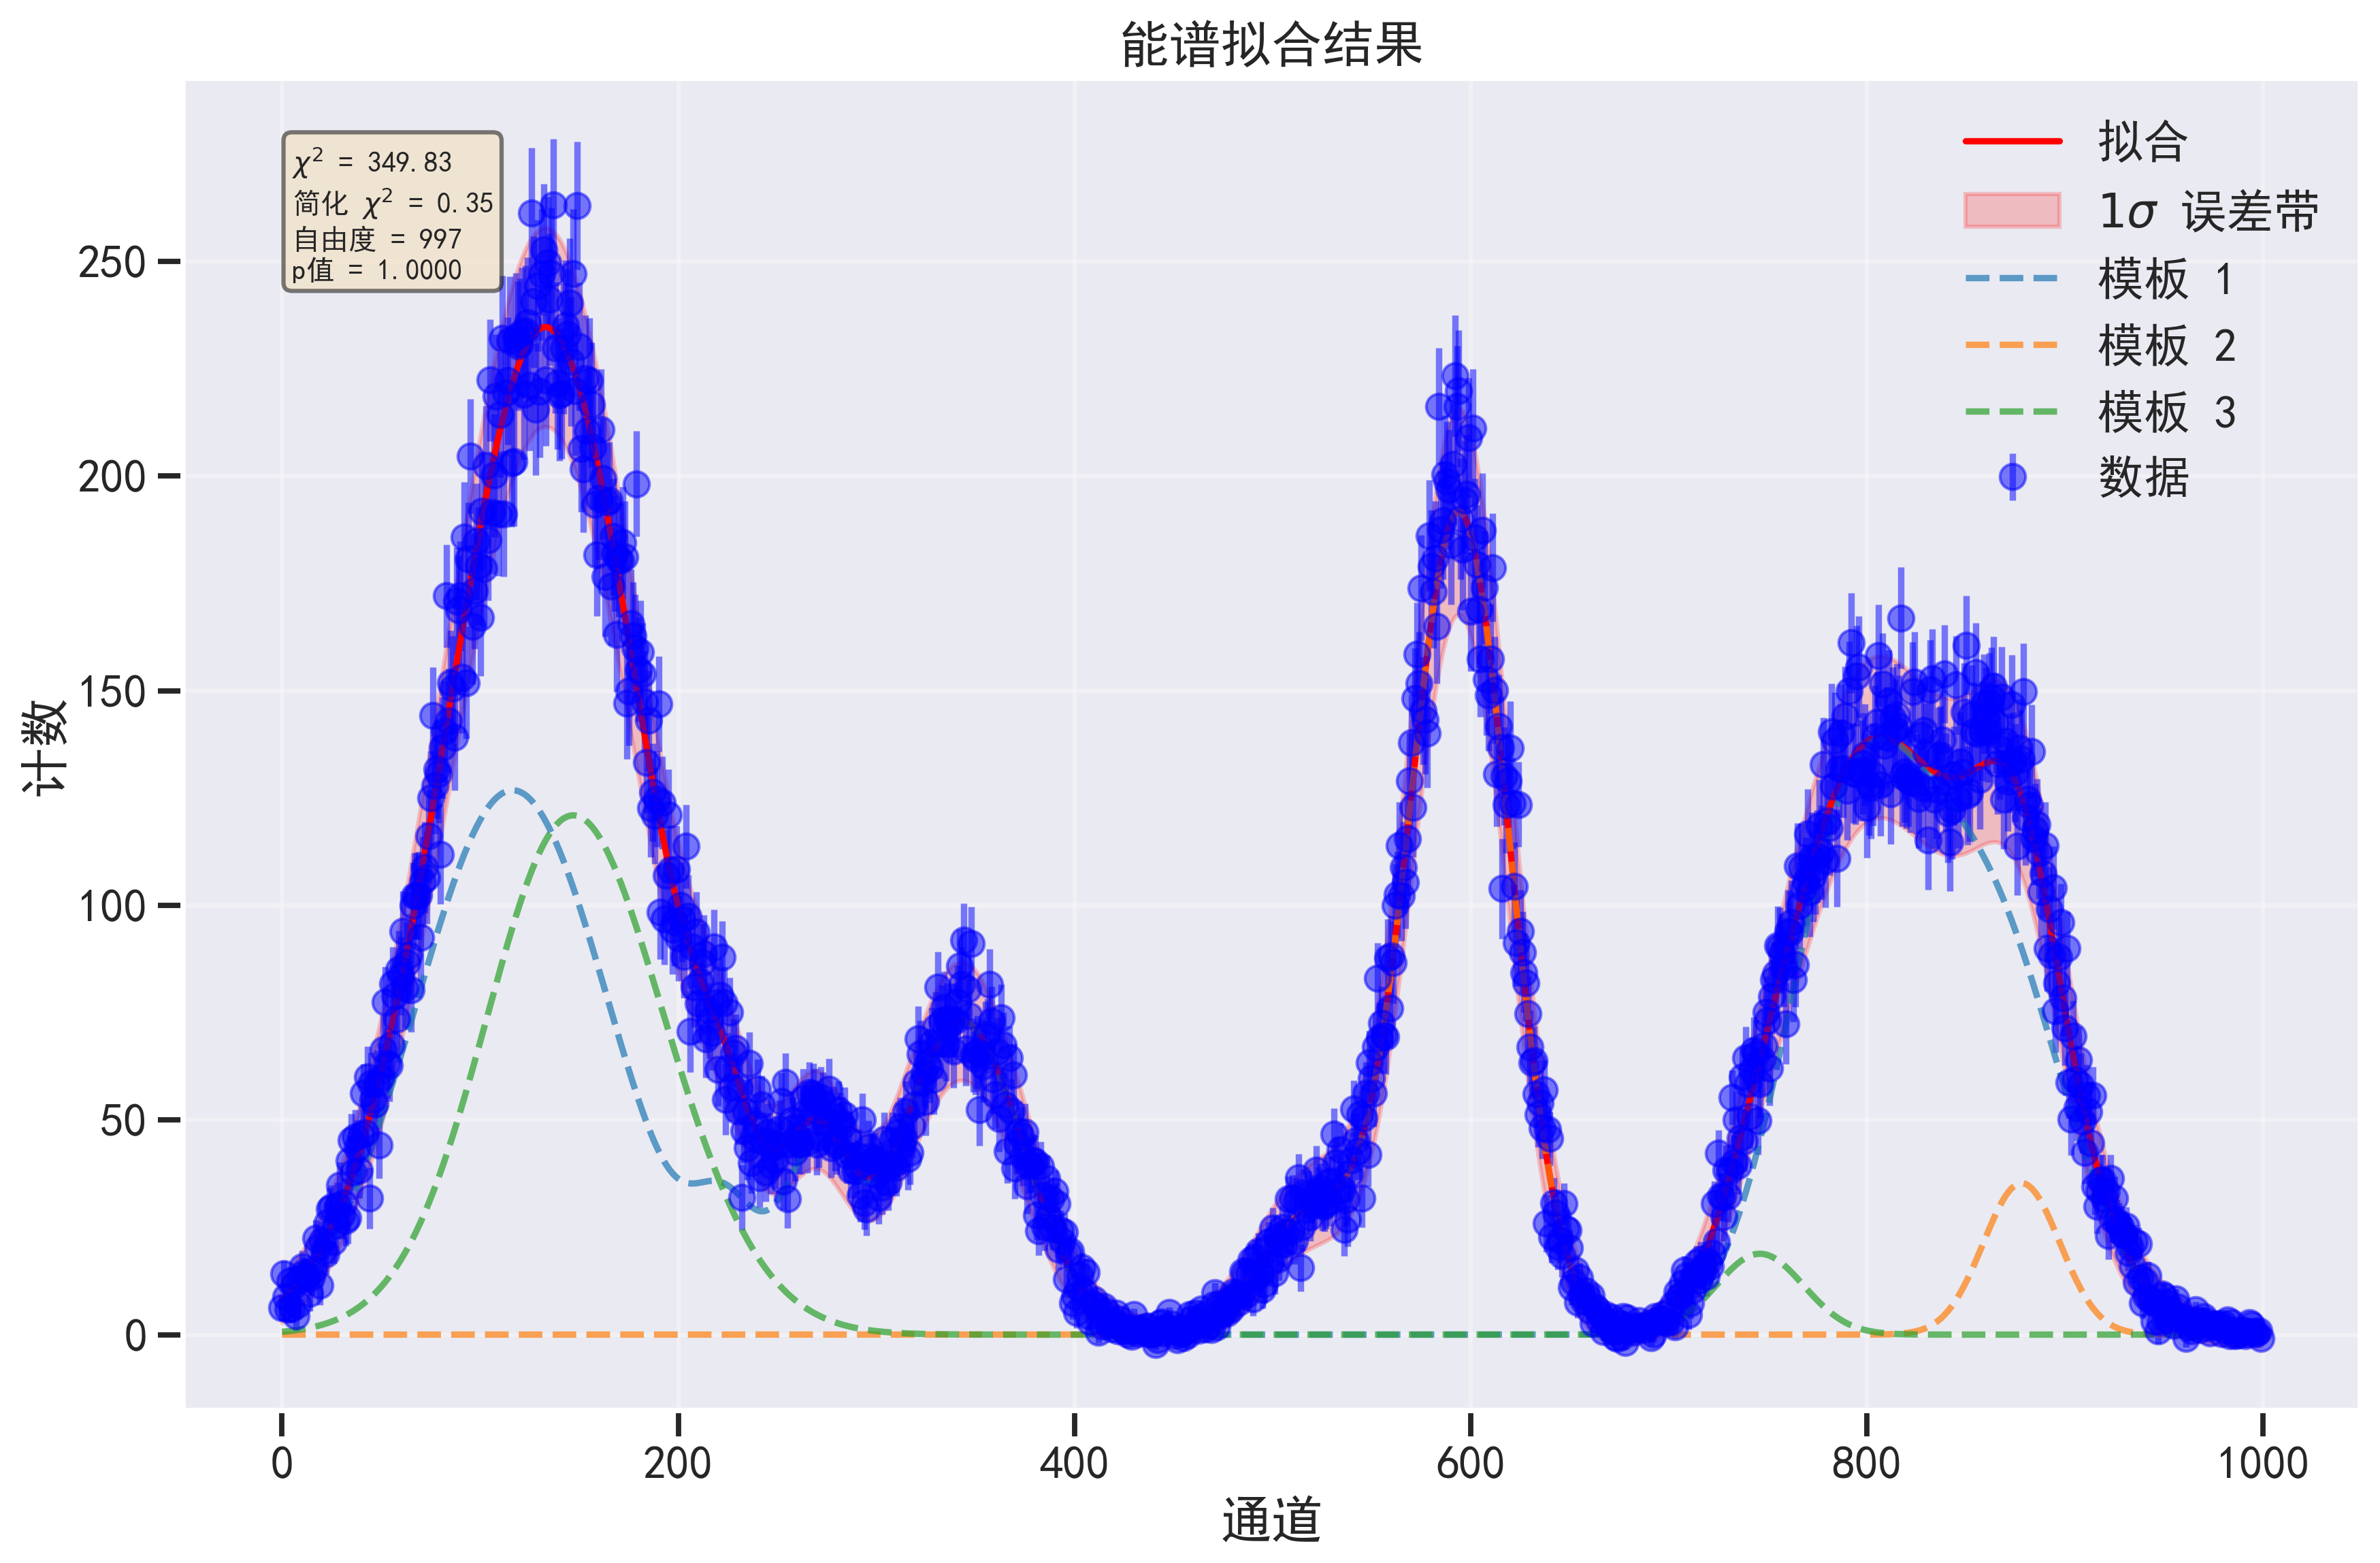 能谱拟合结果
χ² = 349.83
简化 χ² = 0.35
自由度 = 997
p值 = 1.0000
拟合
1σ 误差带
模板 1
模板 2
模板 3
数据
计数
250
200
150
100
50
0
0 200 400 600 800 1000
通道